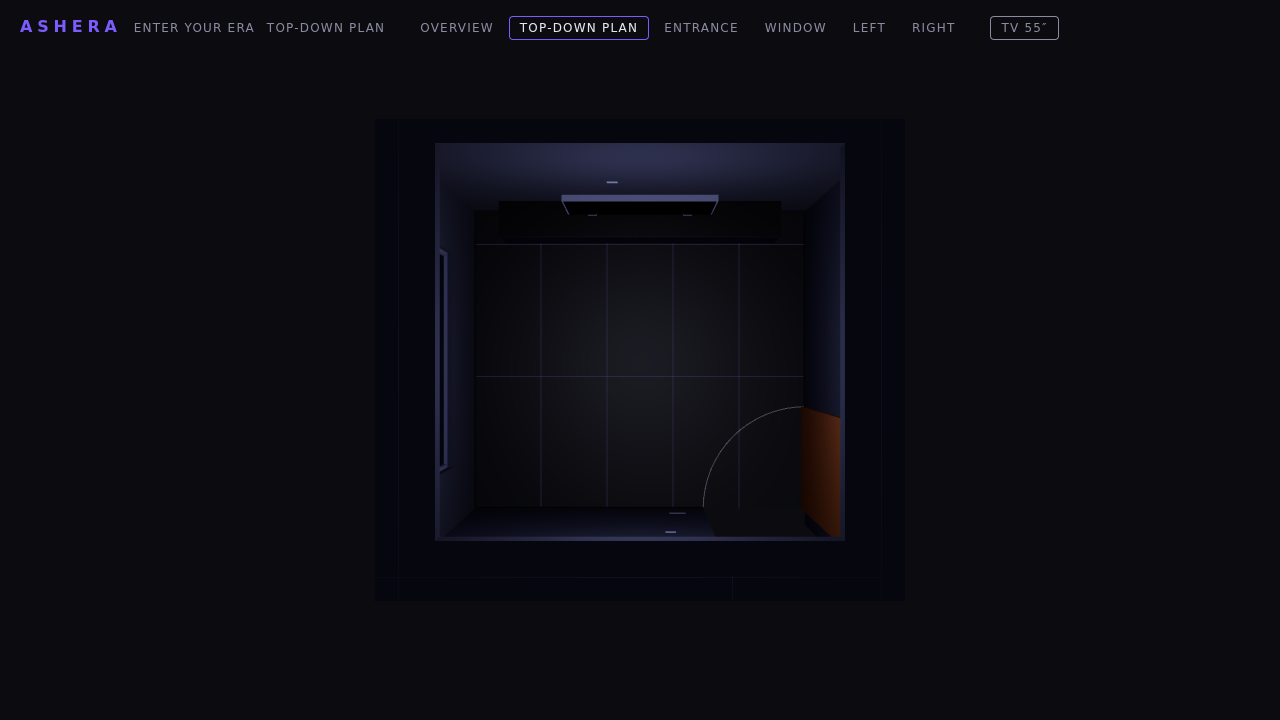 ASHERA ENTER YOUR ERA TOP-DOWN PLAN OVERVIEW TOP-DOWN PLAN ENTRANCE WINDOW LEFT RIGHT TV 55″